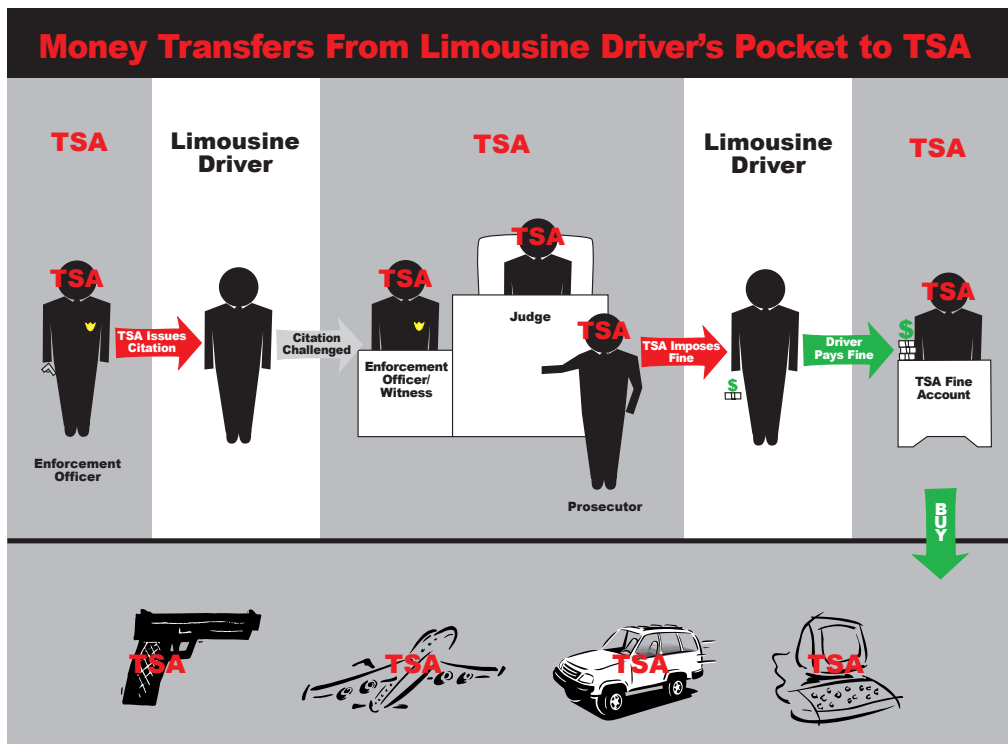 Money Transfers From Limousine Driver's Pocket to TSA
TSA
Limousine
Driver
TSA
Limousine
Driver
TSA
TSA
Enforcement
Officer
TSA Issues
Citation
Citation
Challenged
TSA
Enforcement
Officer/
Witness
TSA
Judge
TSA
Prosecutor
TSA Imposes
Fine
$
Driver
Pays Fine
$
TSA
TSA Fine
Account
BUY
TSA
TSA
TSA
TSA